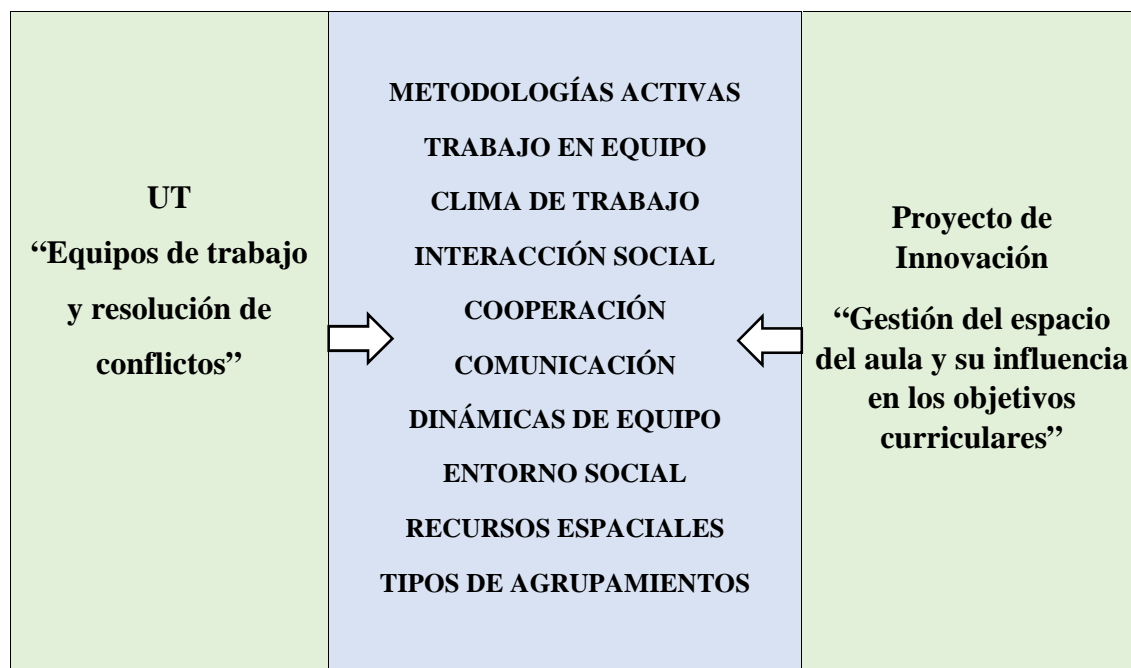 UT
“Equipos de trabajo
y resolución de
conflictos”
METODOLOGÍAS ACTIVAS
TRABAJO EN EQUIPO
CLIMA DE TRABAJO
INTERACCIÓN SOCIAL
COOPERACIÓN
COMUNICACIÓN
DINÁMICAS DE EQUIPO
ENTORNO SOCIAL
RECURSOS ESPACIALES
TIPOS DE AGRUPAMIENTOS
Proyecto de
Innovación
“Gestión del espacio
del aula y su influencia
en los objetivos
curriculares”